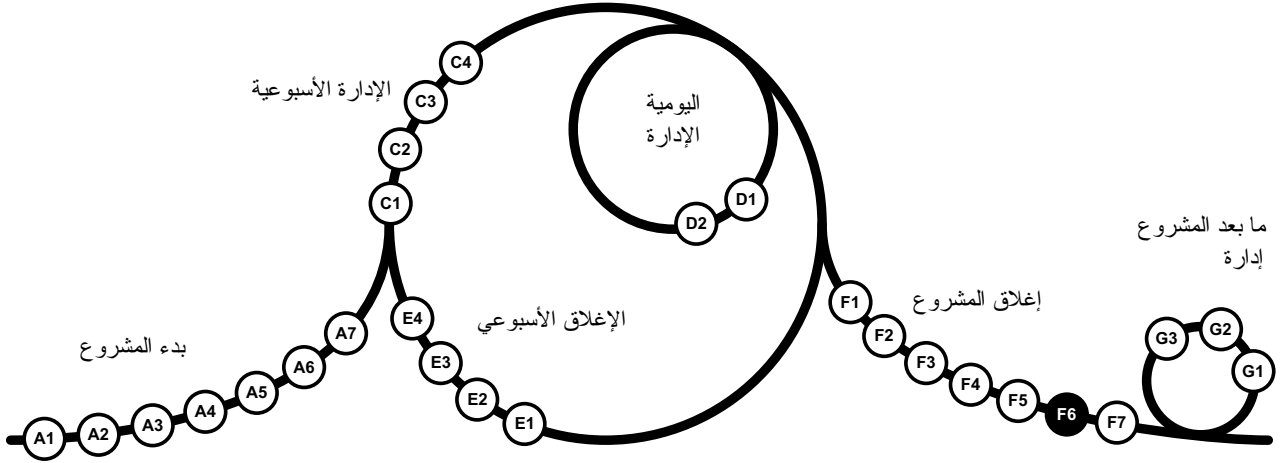 بدء المشروع
A1
A2
A3
A4
A5
A6
A7
الإدارة الأسبوعية
C1
C2
C3
C4
اليومية
الإدارة
D1
D2
الإغلاق الأسبوعي
E1
E2
E3
E4
إغلاق المشروع
F1
F2
F3
F4
F5
F6
F7
ما بعد المشروع
إدارة
G1
G2
G3